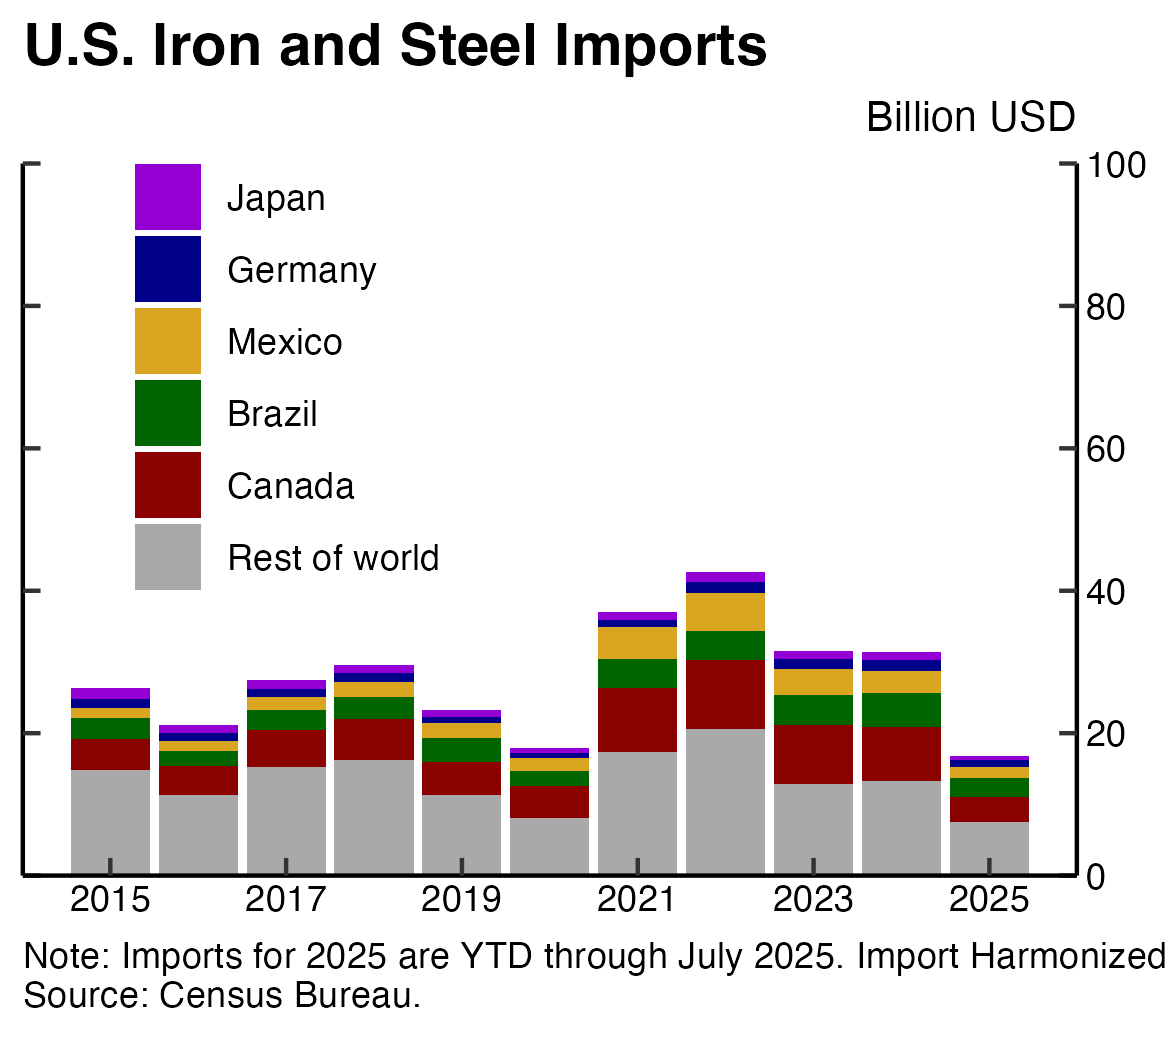 U.S. Iron and Steel Imports
Billion USD
100
80
60
40
20
0
Japan
Germany
Mexico
Brazil
Canada
Rest of world
2015 2017 2019 2021 2023 2025
Note: Imports for 2025 are YTD through July 2025. Import Harmonized
Source: Census Bureau.